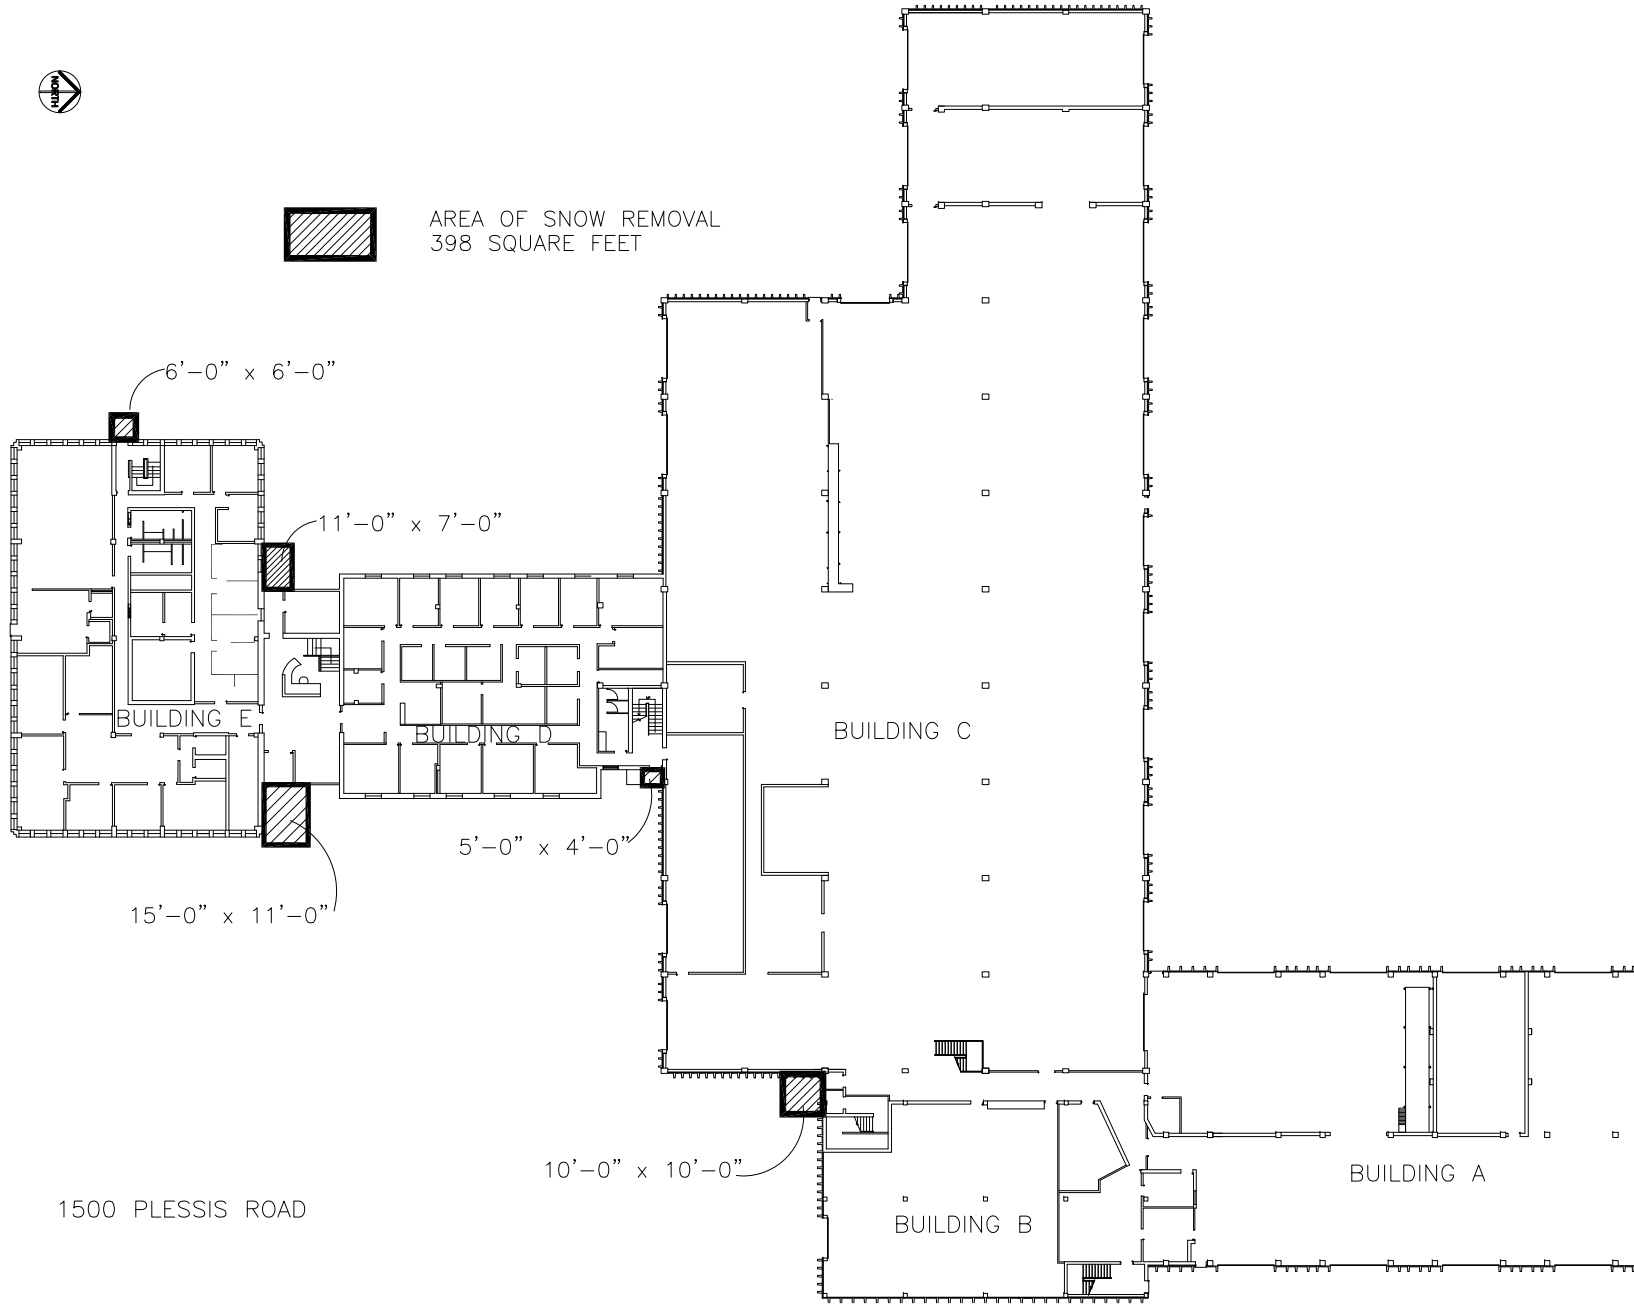 NORTH
AREA OF SNOW REMOVAL
398 SQUARE FEET
6'-0" x 6'-0"
11'-0" x 7'-0"
BUILDING E
BUILDING D
BUILDING C
5'-0" x 4'-0"
15'-0" x 11'-0"
10'-0" x 10'-0"
BUILDING A
1500 PLESSIS ROAD
BUILDING B